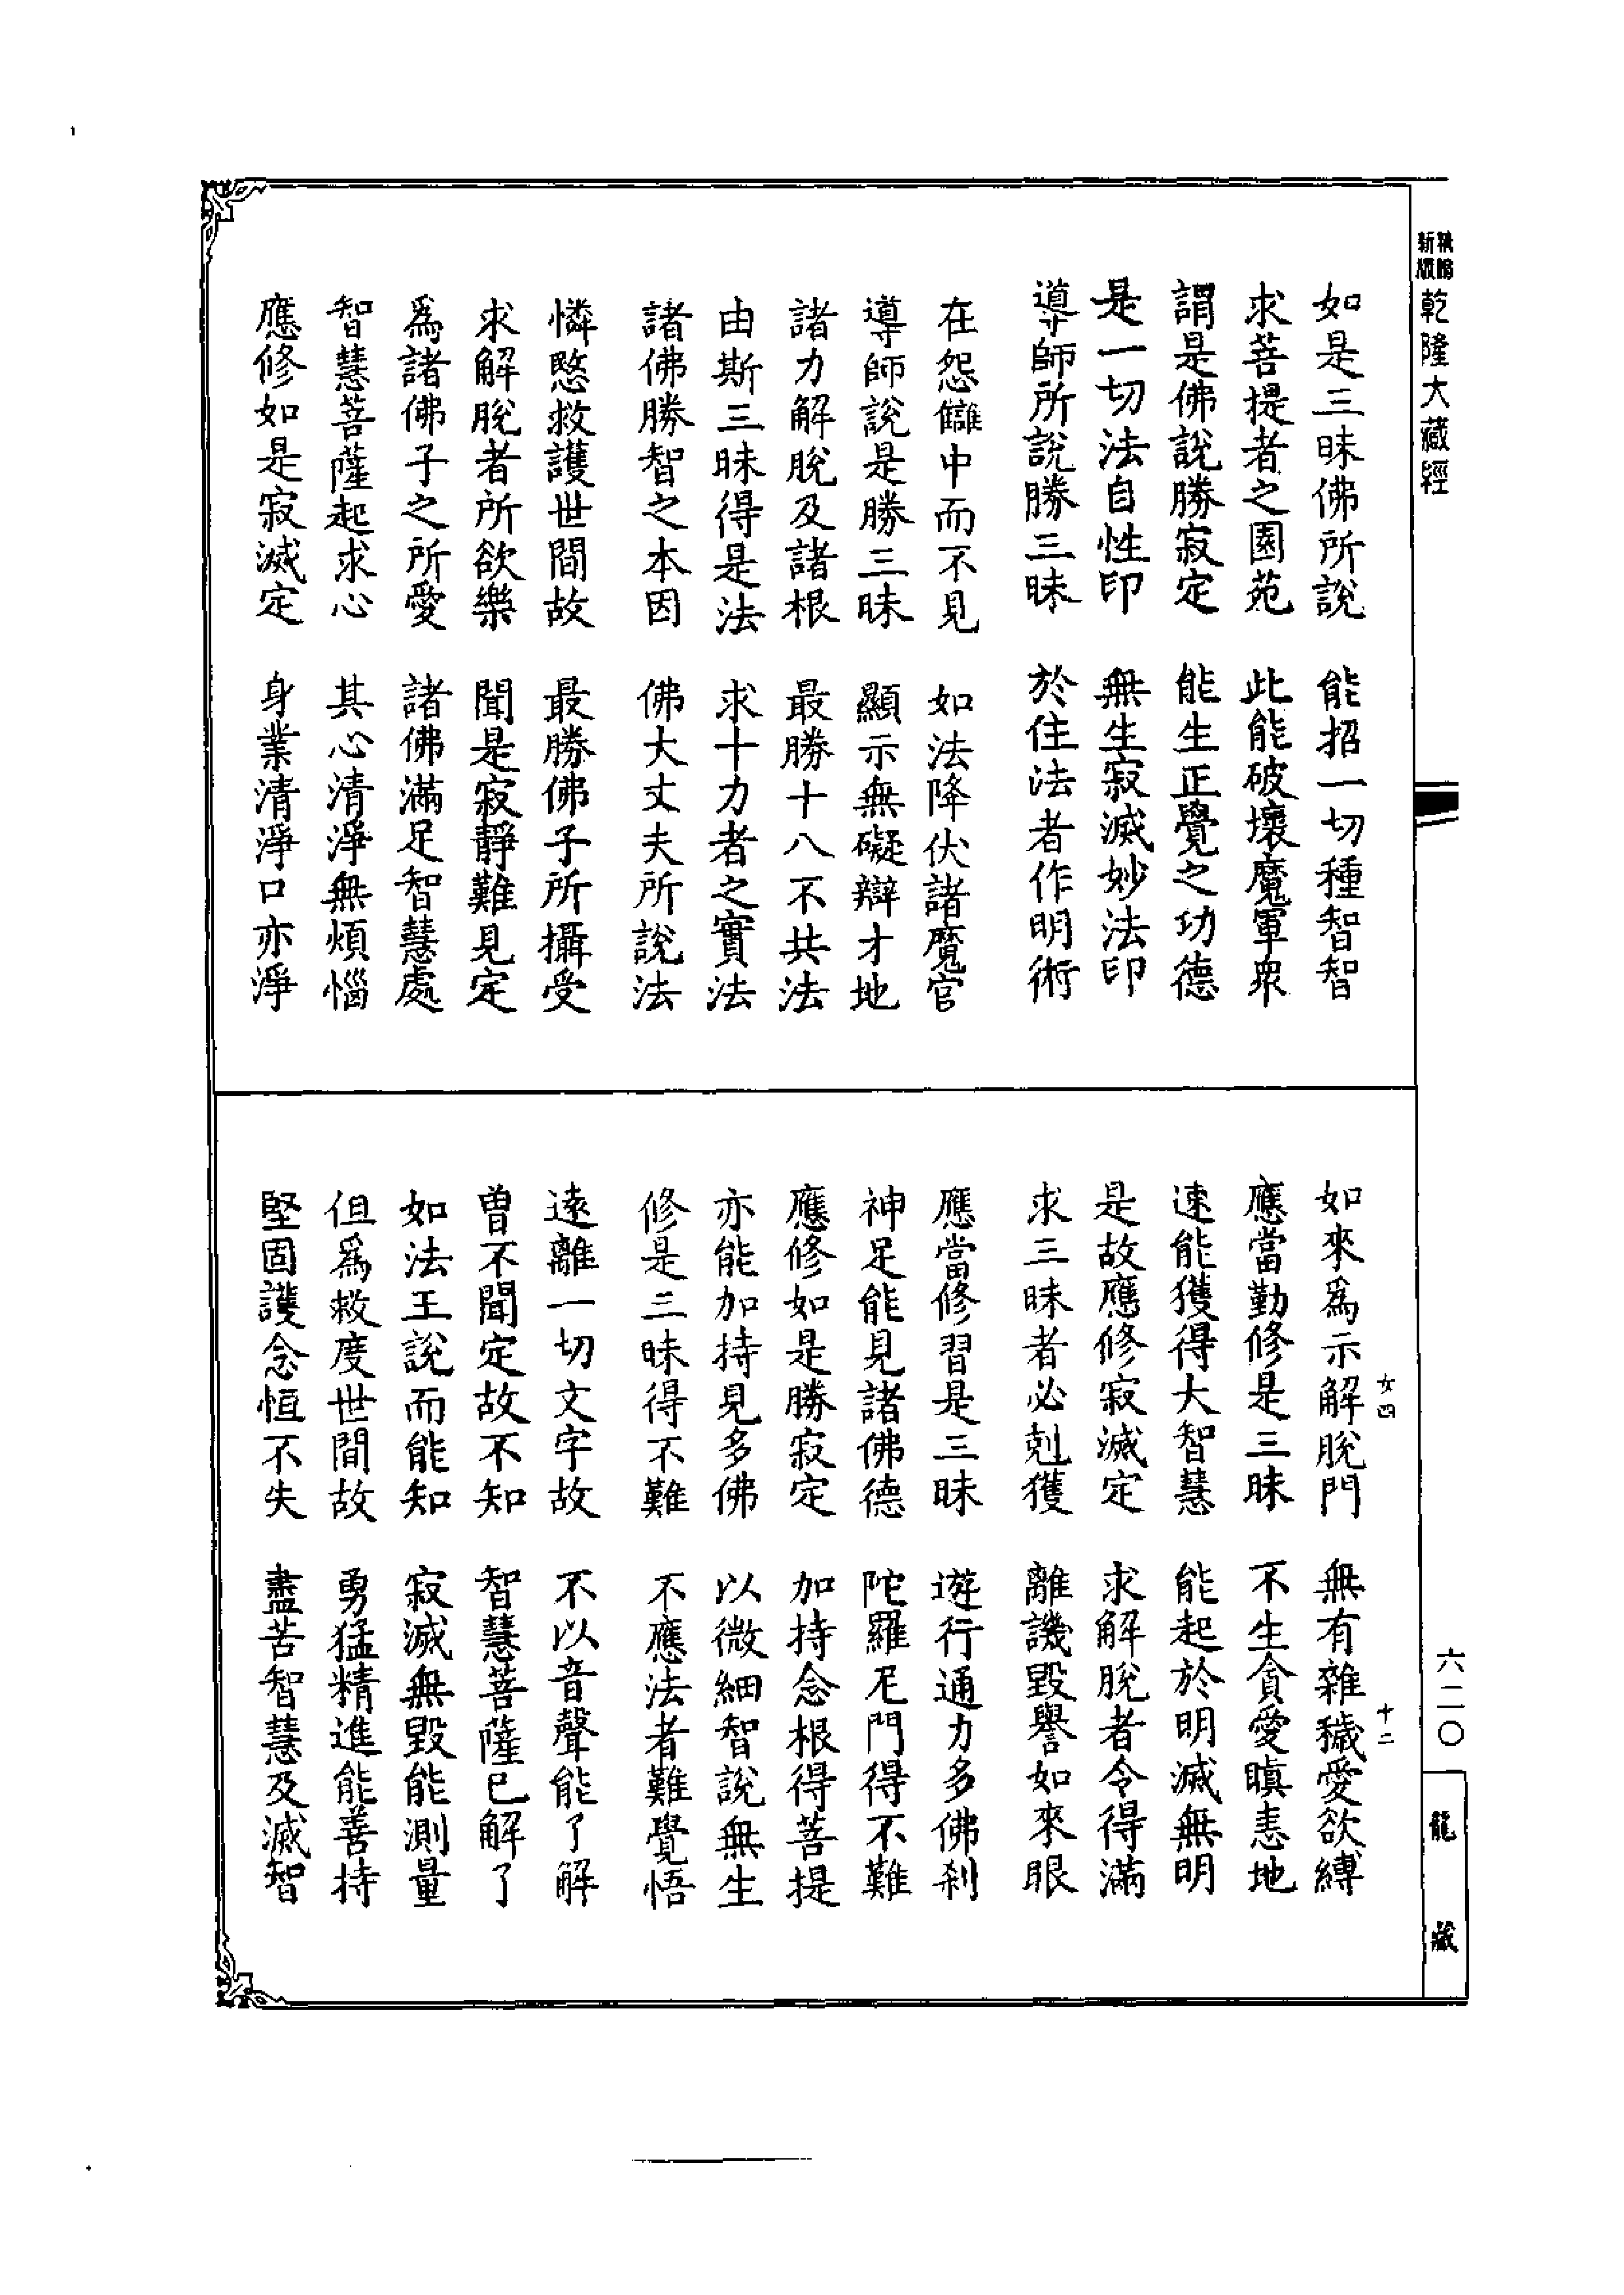 新版
乾隆大藏經
如是三昧佛所說　能招一切種智智
求菩提者之園苑　此能破壞魔軍眾
謂是佛說勝寂定　能生正覺之功德
是一切法自性印　無生寂滅妙法印
導師所說勝三昧　於住法者作明術
在怨讎中而不見　如法降伏諸魔官
導師說是勝三昧　顯示無礙辯才地
諸力解脫及諸根　最勝十八不共法
由斯三昧得是法　求十力者之實法
諸佛勝智之本因　佛大丈夫所說法
憐愍救護世間故　最勝佛子所攝受
求解脫者所欲樂　聞是寂靜難見定
爲諸佛子之所愛　諸佛滿足智慧處
智慧菩薩起求心　其心清淨無煩惱
應修如是寂滅定　身業清淨口亦淨
女四　十二
如來爲示解脫門　無有雜穢愛欲縛
應當勤修是三昧　不生貪愛瞋恚地
速能獲得大智慧　能起於明滅無明
是故應修寂滅定　求解脫者令得滿
求三昧者必剋獲　離譏毀譽如來眼
應當修習是三昧　遊行通力多佛刹
神足能見諸佛德　陀羅尼門得不難
應修如是勝寂定　加持念根得菩提
亦能加持見多佛　以微細智說無生
修是三昧得不難　不應法者難覺悟
遠離一切文字故　不以音聲能了解
曾不聞定故不知　智慧菩薩已解了
如法王說而能知　寂滅無毀能測量
但爲救度世間故　勇猛精進能善持
堅固護念恒不失　盡苦智慧及滅智
六二〇
龍藏